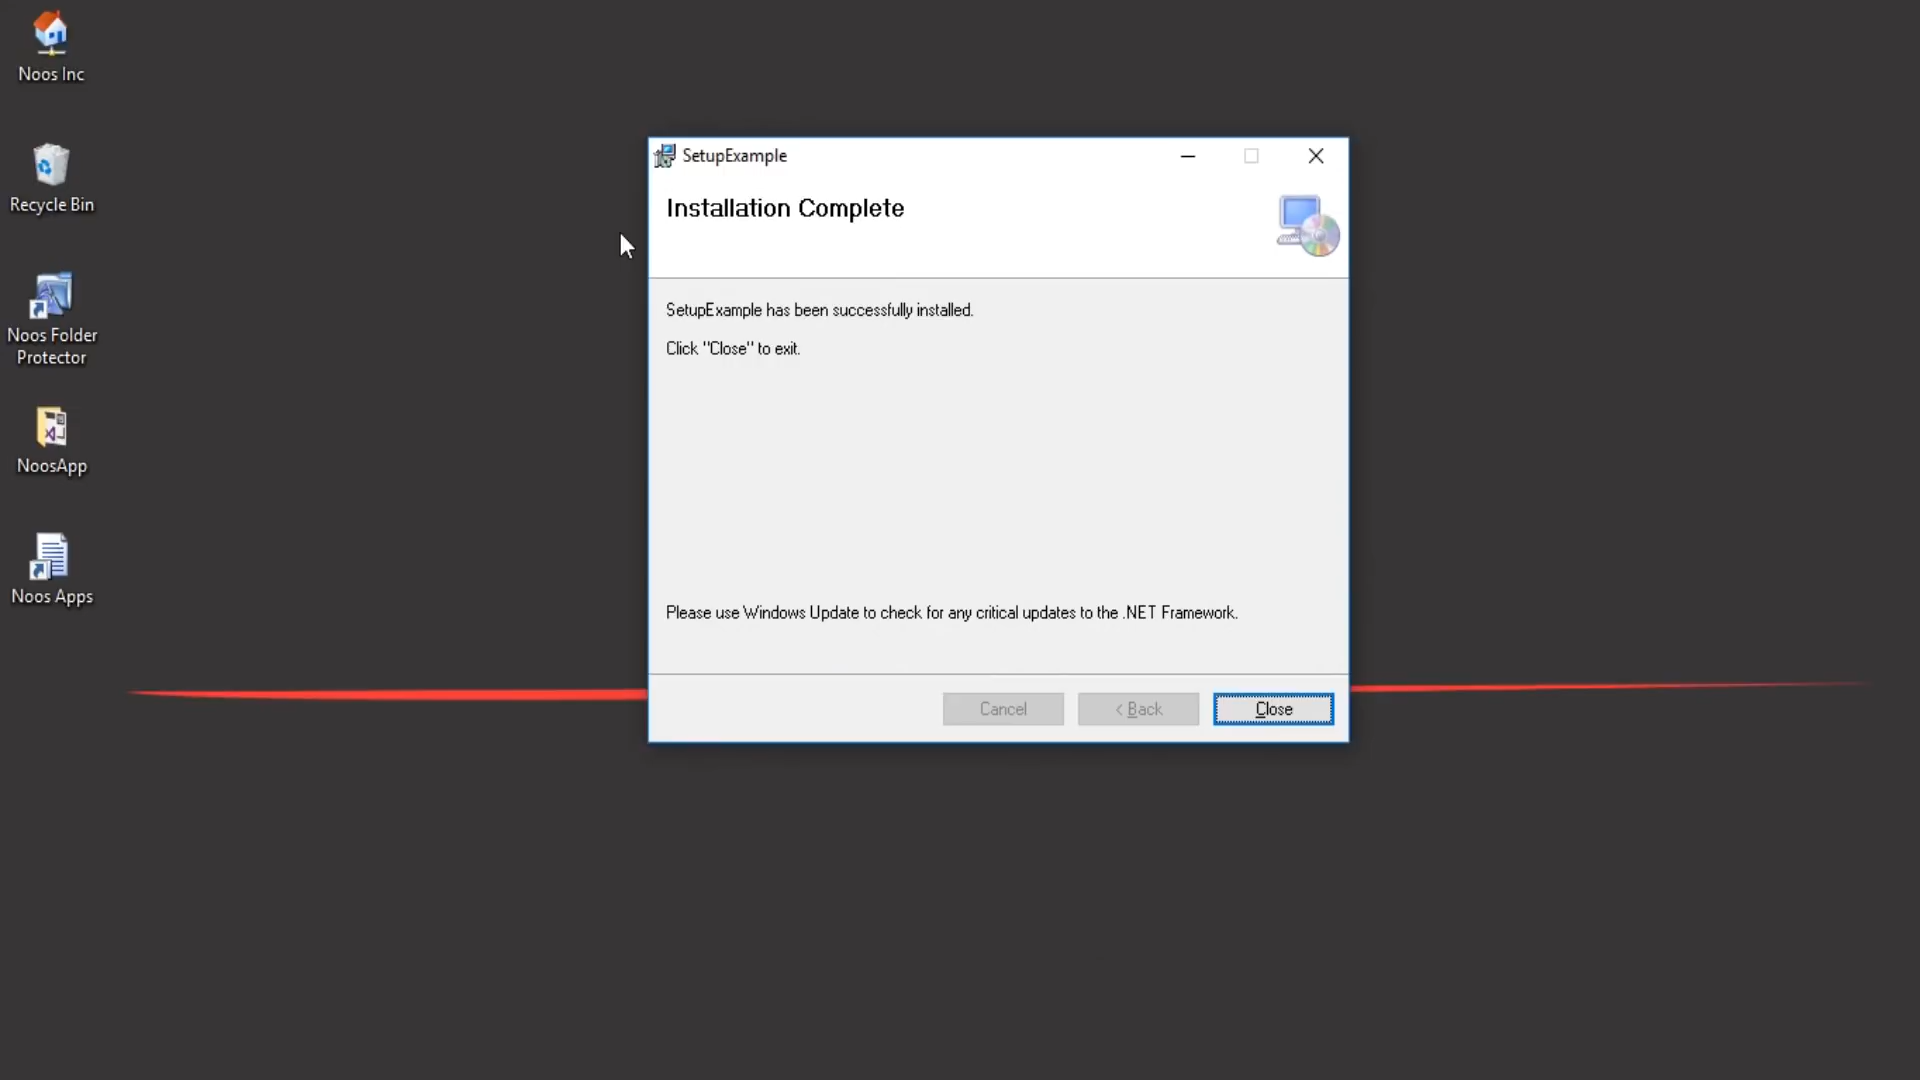 Noos Inc
Recycle Bin
Noos Folder
Protector
NoosApp
Noos Apps
SetupExample
Installation Complete
SetupExample has been successfully installed.
Click "Close" to exit.
Please use Windows Update to check for any critical updates to the .NET Framework.
Cancel
< Back
Close